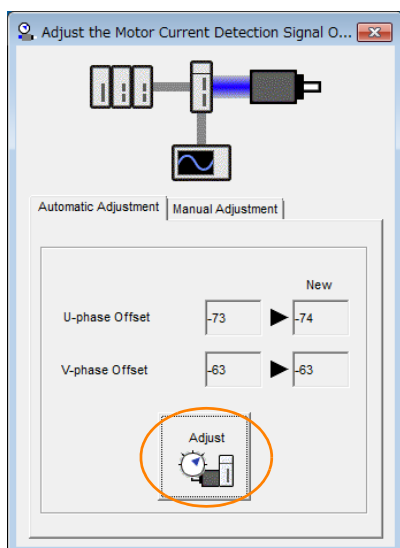 Adjust the Motor Current Detection Signal O...
Automatic Adjustment Manual Adjustment
New
U-phase Offset -73 -74
V-phase Offset -63 -63
Adjust